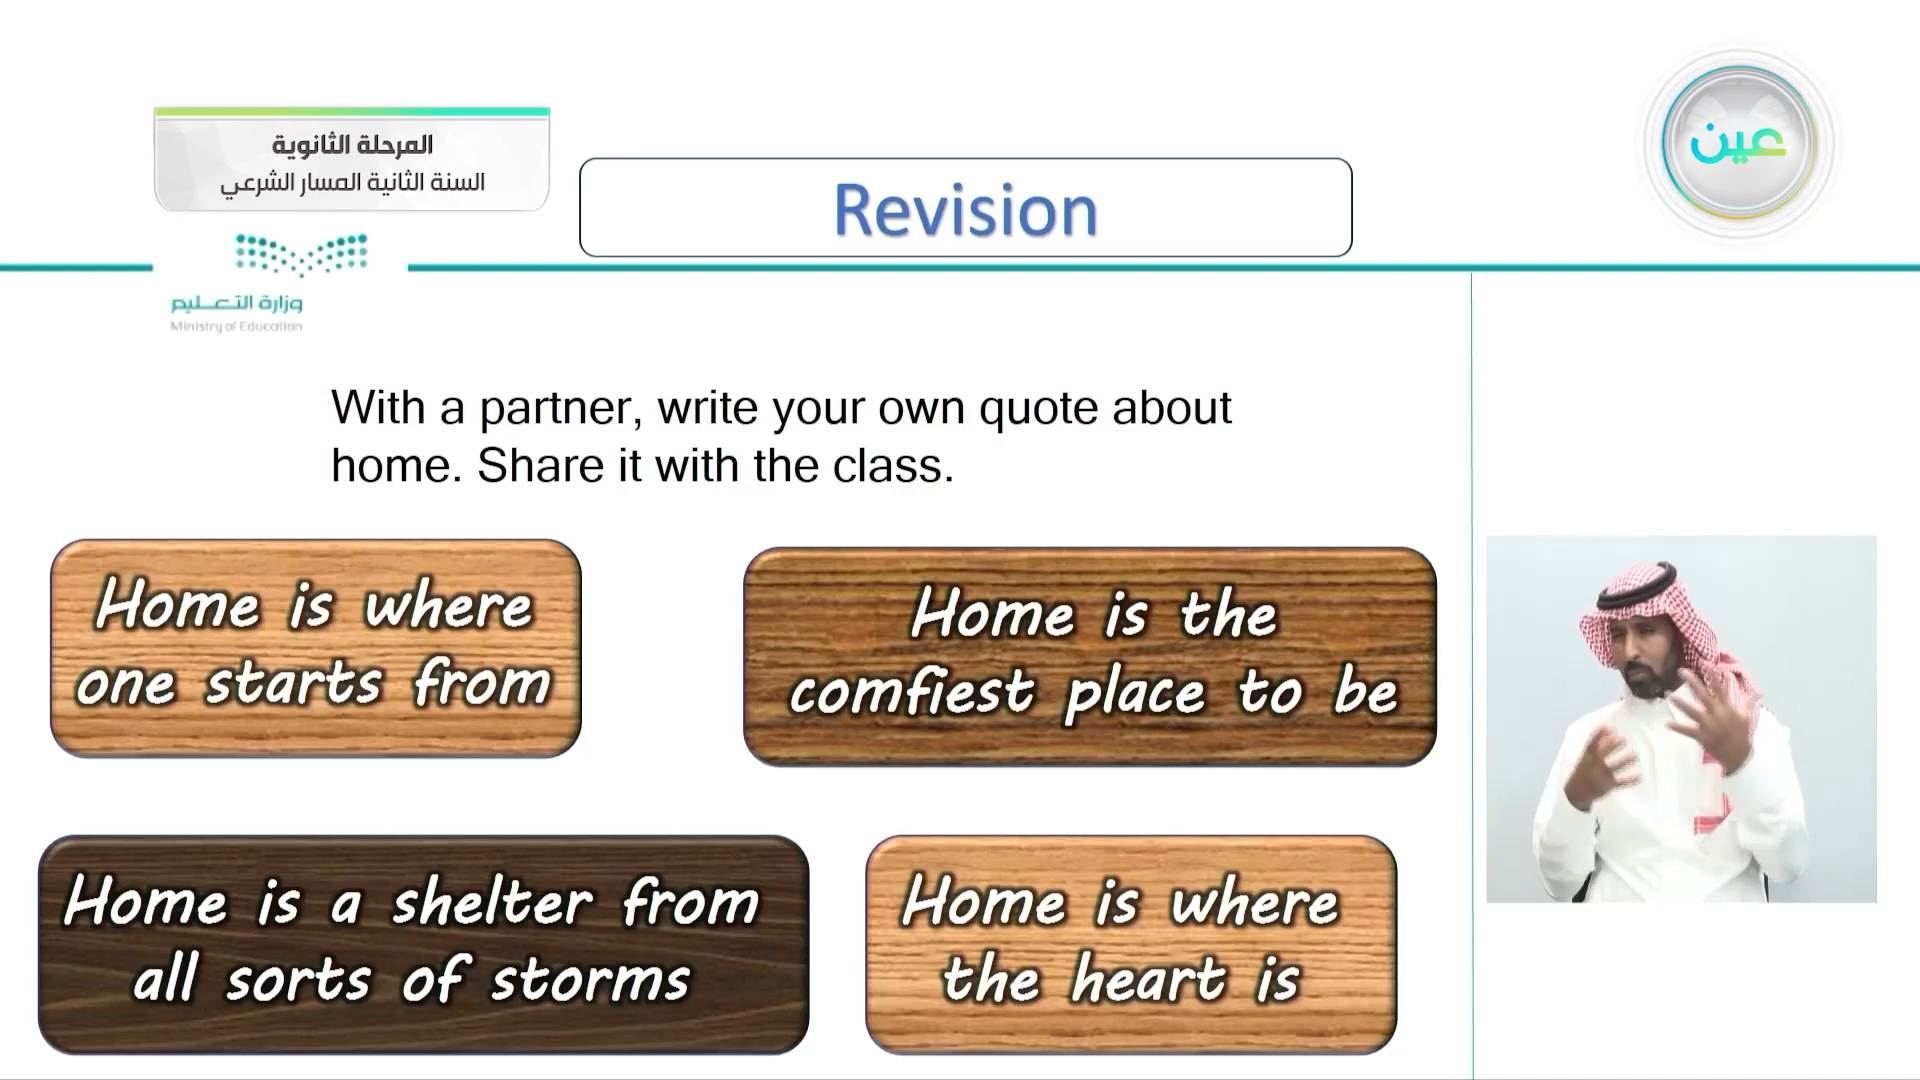 المرحلة الثانوية
السنة الثانية المسار الشرعي
عين
Revision
وزارة التعليم
Ministry of Education
With a partner, write your own quote about
home. Share it with the class.
Home is where
one starts from
Home is the
comfiest place to be
Home is a shelter from
all sorts of storms
Home is where
the heart is